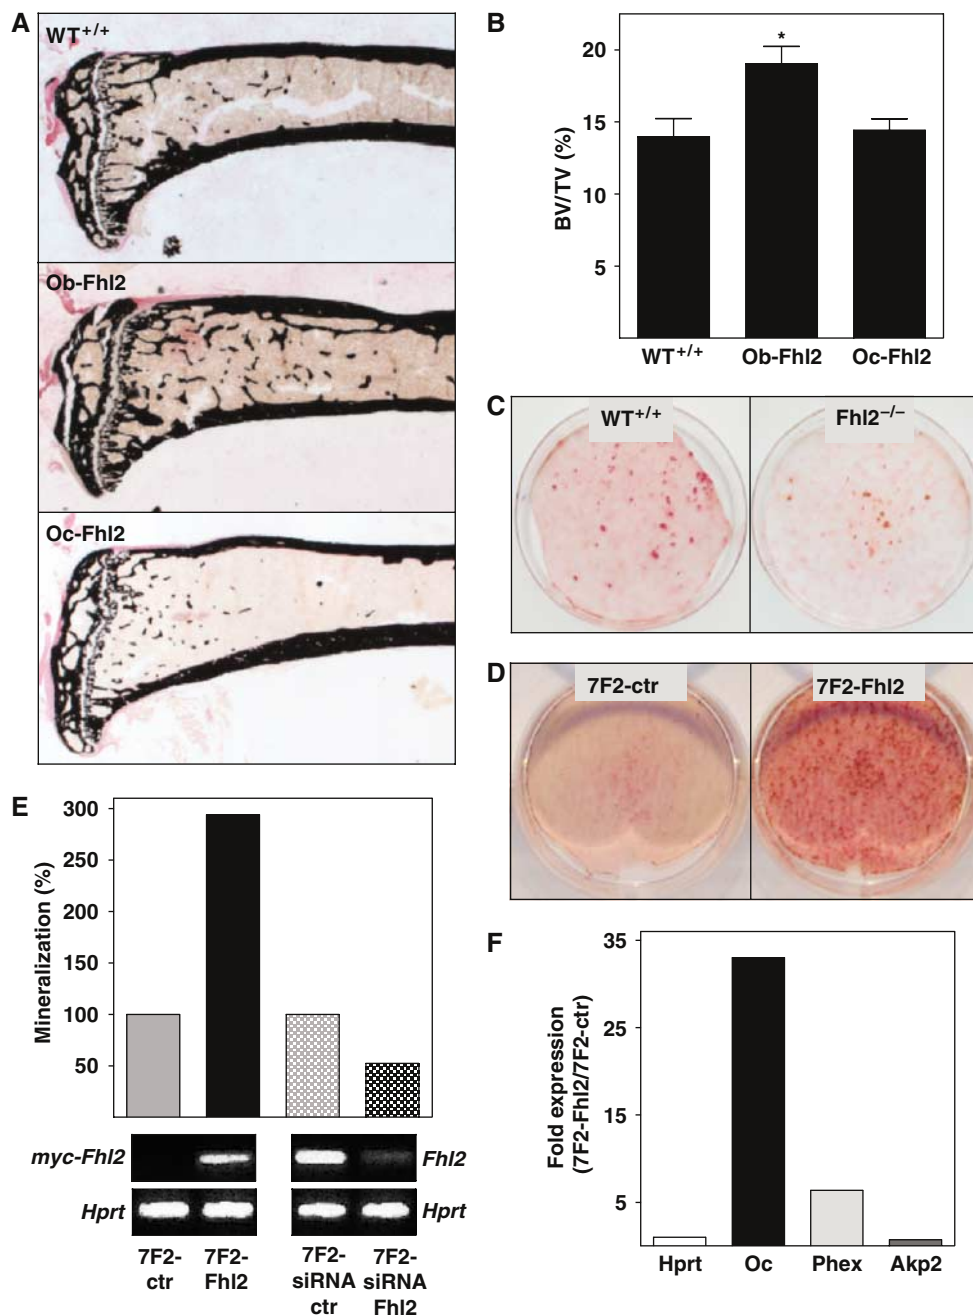 A
WT+/+
Ob-Fhl2
Oc-Fhl2
B
BV/TV (%)
20
15
10
5
*
WT+/+
Ob-Fhl2
Oc-Fhl2
C
WT+/+
Fhl2−/−
D
7F2-ctr
7F2-Fhl2
E
Mineralization (%)
300
250
200
150
100
50
myc-Fhl2
Fhl2
Hprt
Hprt
7F2-
ctr
7F2-
Fhl2
7F2-
siRNA
ctr
7F2-
siRNA
Fhl2
F
Fold expression
(7F2-Fhl2/7F2-ctr)
35
25
15
5
Hprt
Oc
Phex
Akp2